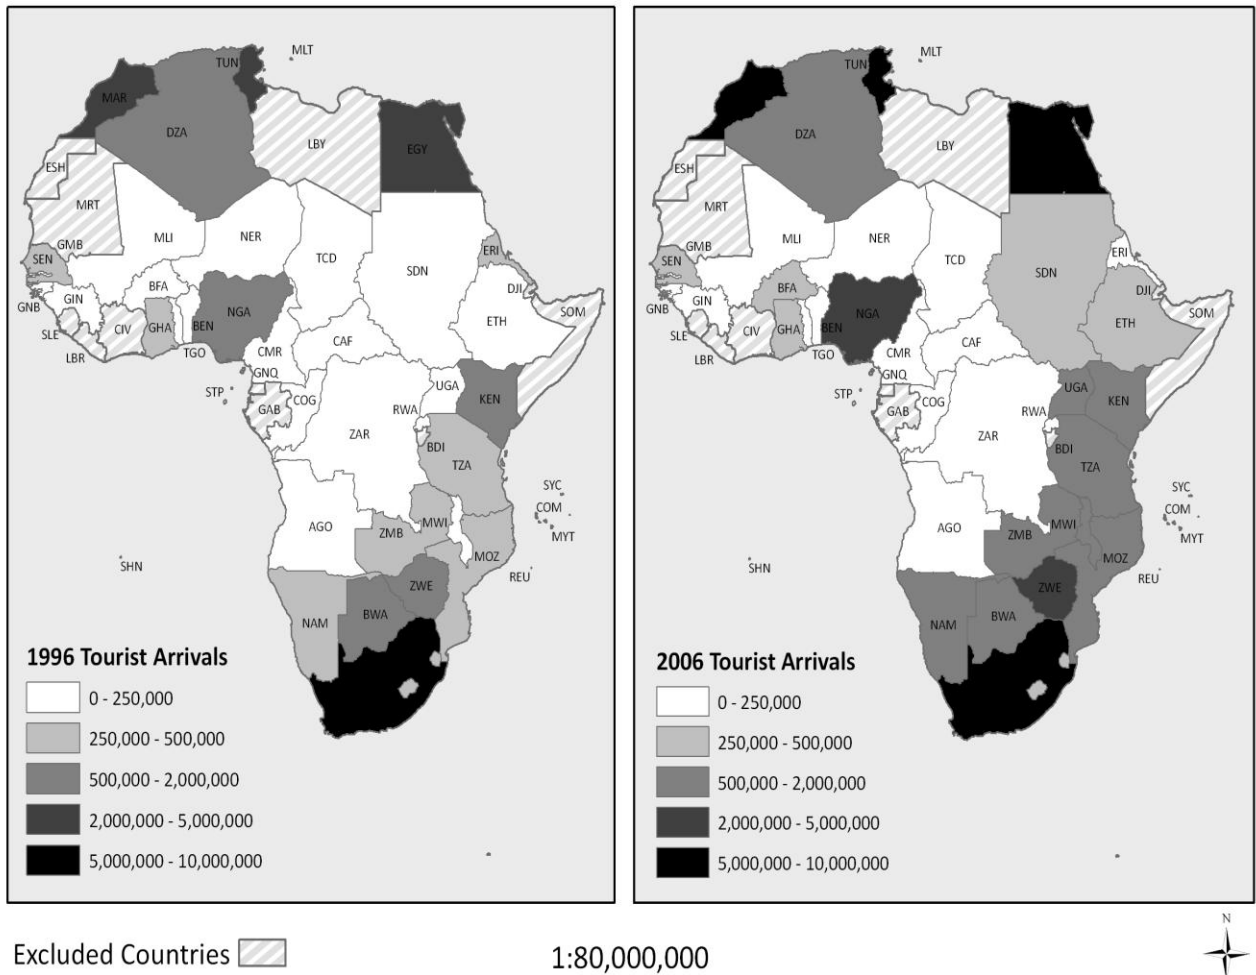 MLT
TUN
MAR
DZA
LBY
EGY
ESH
MRT
MLI
NER
GMB
SEN
TCD
SDN
ERI
BFA
DJI
GNB
GIN
NGA
SOM
SLE
CIV
GHA
BEN
ETH
LBR
TGO
CMR
CAF
GNQ
STP
UGA
KEN
GAB
COG
RWA
ZAR
BDI
TZA
SYC
COM
AGO
MWI
ZMB
MYT
MOZ
SHN
REU
ZWE
NAM
BWA
1996 Tourist Arrivals
0 - 250,000
250,000 - 500,000
500,000 - 2,000,000
2,000,000 - 5,000,000
5,000,000 - 10,000,000
MLT
TUN
DZA
LBY
ESH
MRT
MLI
NER
GMB
SEN
TCD
SDN
ERI
BFA
DJI
GNB
GIN
NGA
SOM
SLE
CIV
GHA
BEN
ETH
LBR
TGO
CMR
CAF
GNQ
STP
UGA
KEN
GAB
COG
RWA
ZAR
BDI
TZA
SYC
COM
AGO
MWI
ZMB
MYT
MOZ
SHN
REU
ZWE
NAM
BWA
2006 Tourist Arrivals
0 - 250,000
250,000 - 500,000
500,000 - 2,000,000
2,000,000 - 5,000,000
5,000,000 - 10,000,000
Excluded Countries
1:80,000,000
N